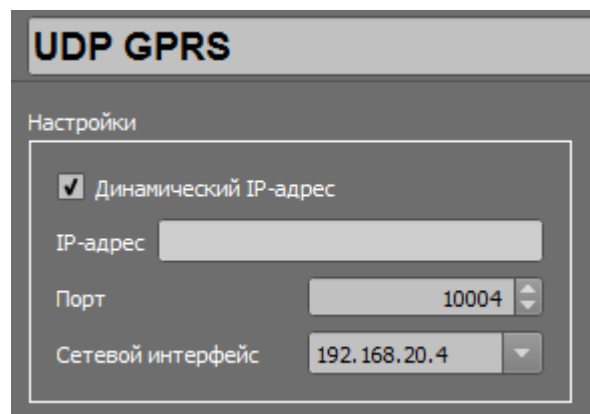 UDP GPRS
Настройки
Динамический IP-адрес
IP-адрес
Порт 10004
Сетевой интерфейс 192.168.20.4